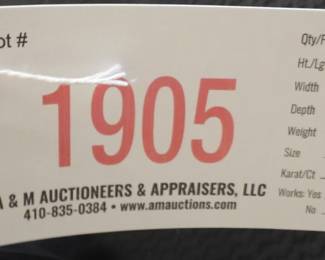 ot #
1905
A & M AUCTIONEERS & APPRAISERS, LLC
410-835-0384 • www.amauctions.com
Qty/P
Ht./Lg
Width
Depth
Weight
Size
Karat/Ct
Works: Yes
No